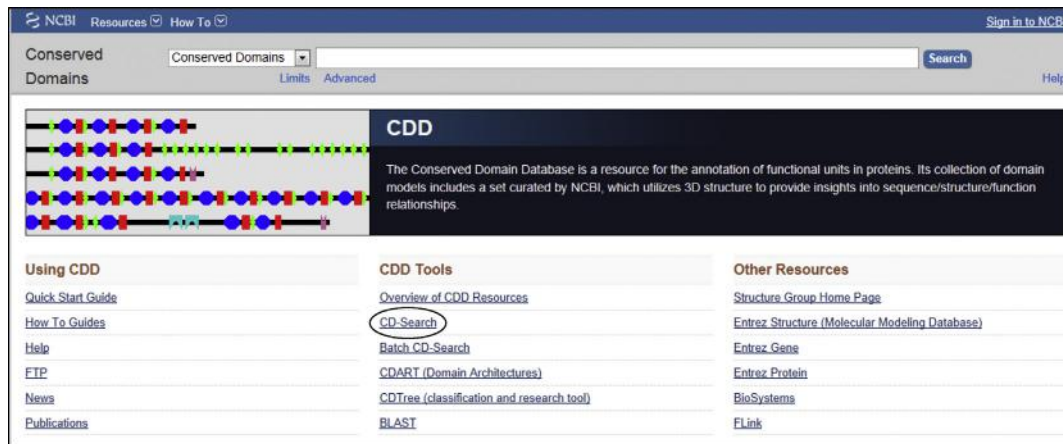 NCBI Resources How To Sign in to NCB
Conserved
Domains
Conserved Domains Search
Limits Advanced Help
CDD
The Conserved Domain Database is a resource for the annotation of functional units in proteins. Its collection of domain
models includes a set curated by NCBI, which utilizes 3D structure to provide insights into sequence/structure/function
relationships.
Using CDD
Quick Start Guide
How To Guides
Help
FTP
News
Publications
CDD Tools
Overview of CDD Resources
CD-Search
Batch CD-Search
CDART (Domain Architectures)
CDTree (classification and research tool)
BLAST
Other Resources
Structure Group Home Page
Entrez Structure (Molecular Modeling Database)
Entrez Gene
Entrez Protein
BioSystems
FLink